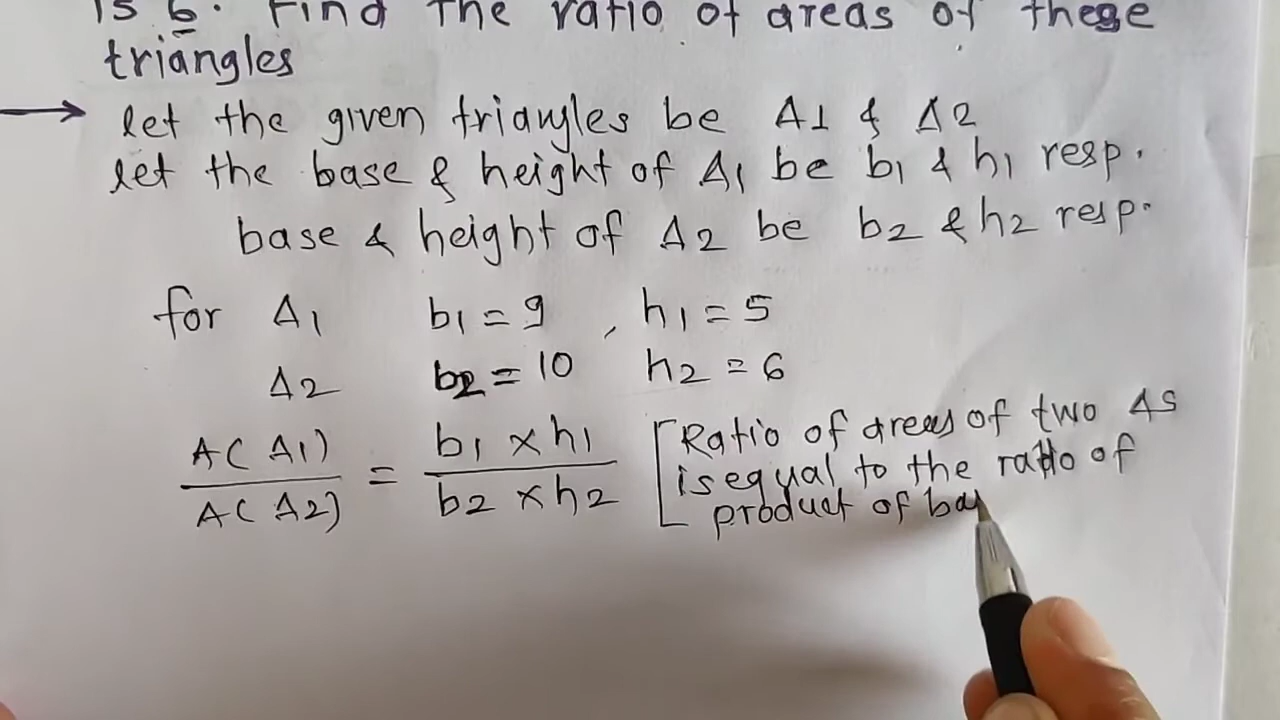 is 6. Find the ratio of areas of these
triangles
→ let the given triangles be Δ1 & Δ2
let the base & height of Δ1 be b1 & h1 resp.
base & height of Δ2 be b2 & h2 resp.
for Δ1 b1 = 9 , h1 = 5
Δ2 b2 = 10 h2 = 6
A(Δ1) / A(Δ2) = b1 × h1 / b2 × h2 [Ratio of areas of two Δs
is equal to the ratio of
product of bas